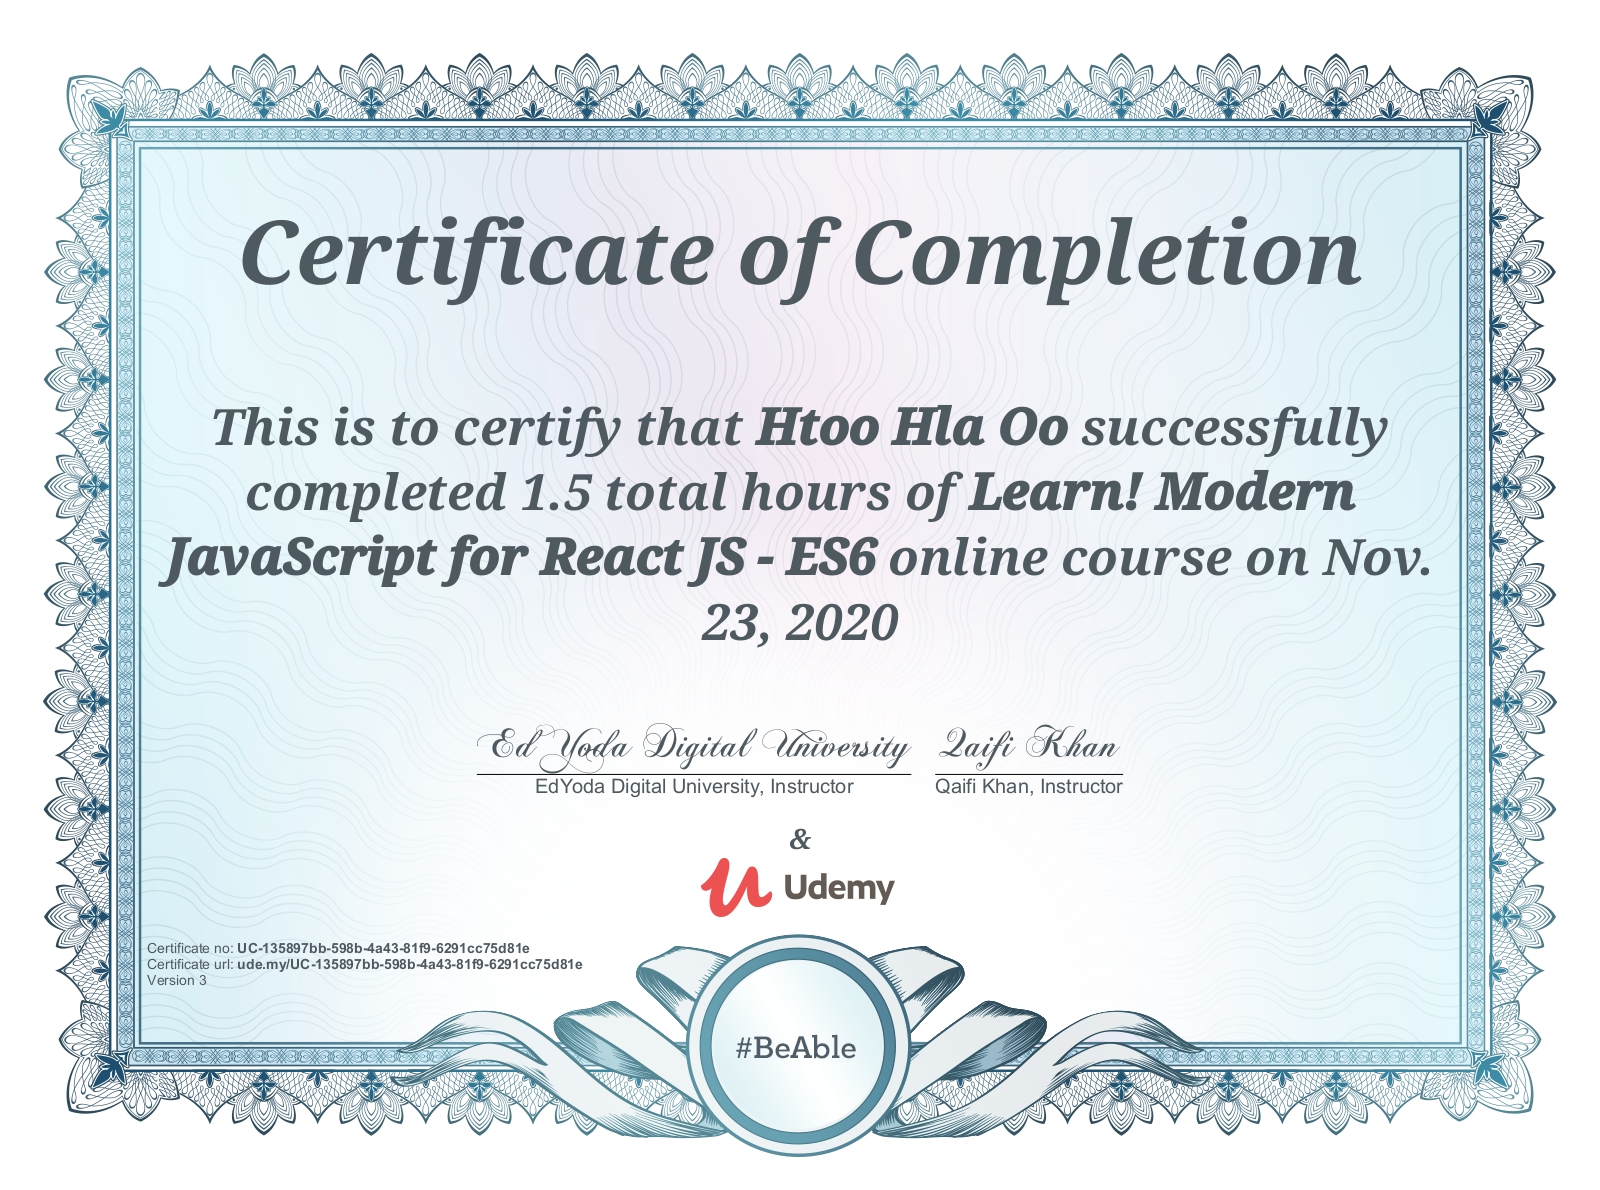 Certificate of Completion
This is to certify that Htoo Hla Oo successfully
completed 1.5 total hours of Learn! Modern
JavaScript for React JS - ES6 online course on Nov.
23, 2020
Ed Yoda Digital University Qaifi Khan
EdYoda Digital University, Instructor Qaifi Khan, Instructor
&
Udemy
Certificate no: UC-135897bb-598b-4a43-81f9-6291cc75d81e
Certificate url: ude.my/UC-135897bb-598b-4a43-81f9-6291cc75d81e
Version 3
#BeAble